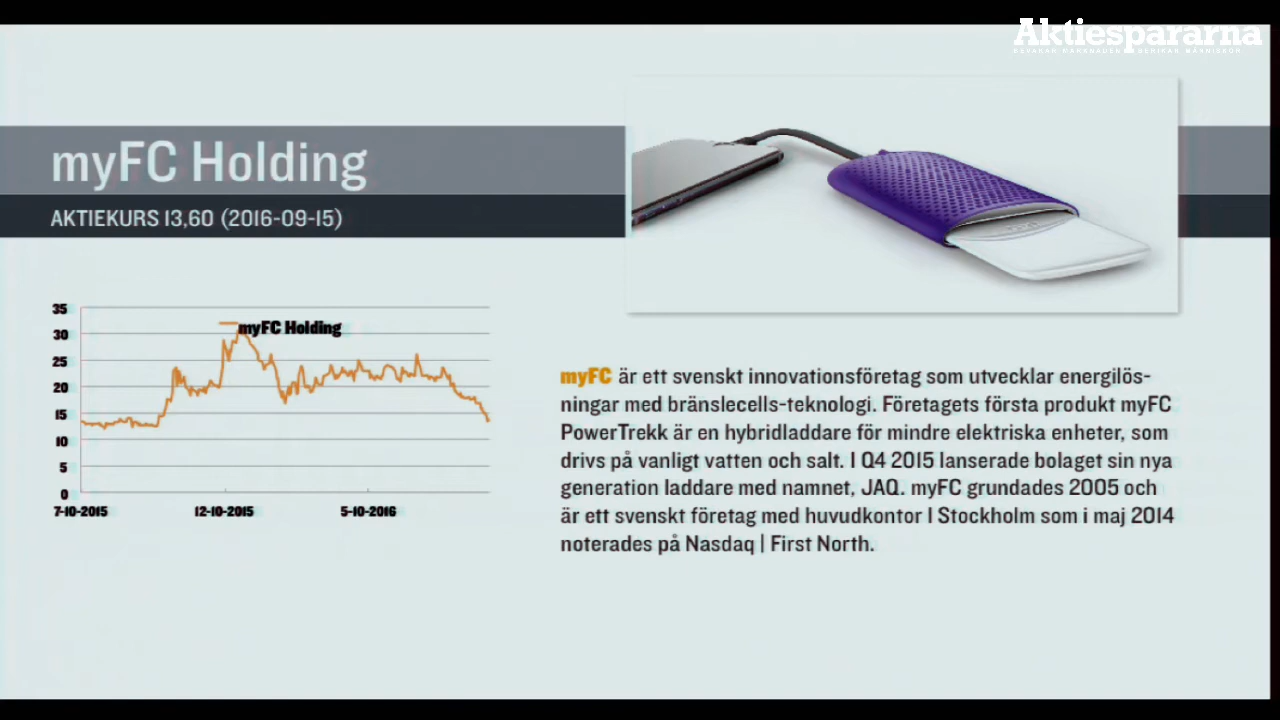 Aktiespararna
myFC Holding
AKTIEKURS 13,60 (2016-09-15)
35
30
25
20
15
10
5
0
myFC Holding
7-10-2015
12-10-2015
5-10-2016
myFC är ett svenskt innovationsföretag som utvecklar energilös-
ningar med bränslecells-teknologi. Företagets första produkt myFC
PowerTrekk är en hybridladdare för mindre elektriska enheter, som
drivs på vanligt vatten och salt. I Q4 2015 lanserade bolaget sin nya
generation laddare med namnet, JAQ. myFC grundades 2005 och
är ett svenskt företag med huvudkontor I Stockholm som i maj 2014
noterades på Nasdaq | First North.